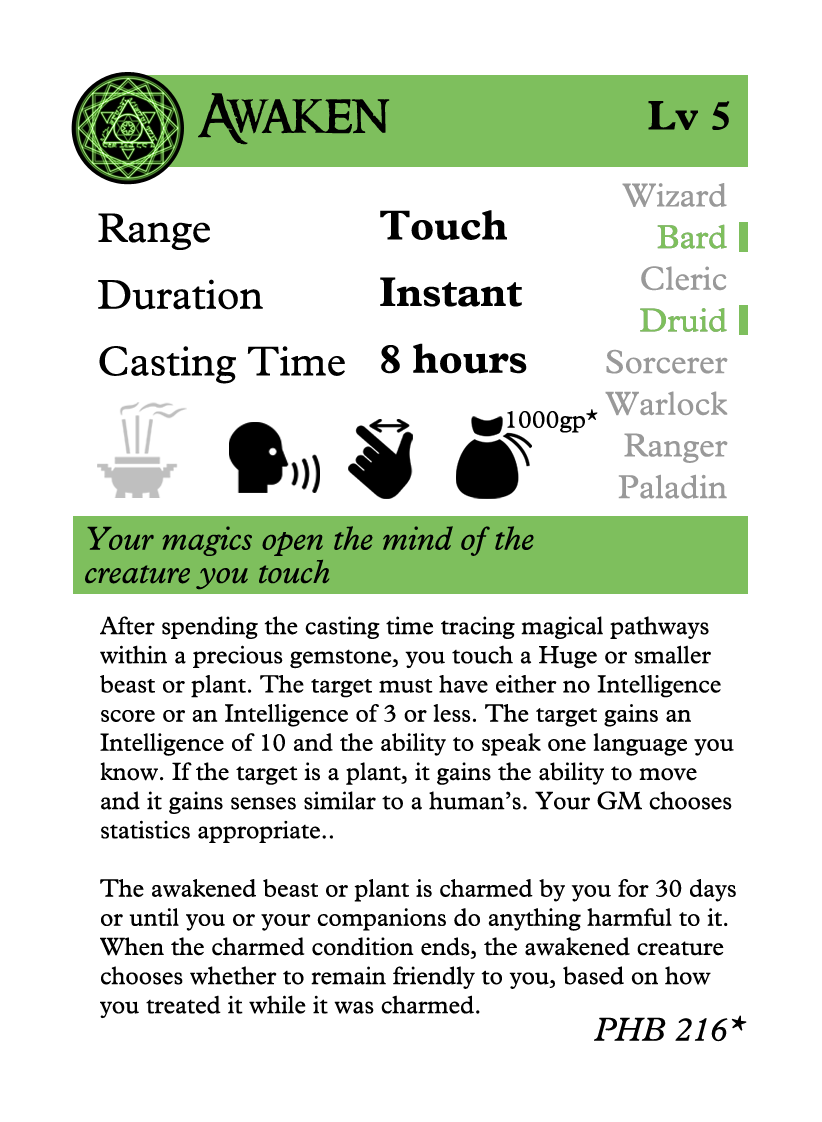 AWAKEN
Lv 5
Range Touch
Duration Instant
Casting Time 8 hours
Wizard
Bard
Cleric
Druid
Sorcerer
Warlock
Ranger
Paladin
1000gp*
Your magics open the mind of the
creature you touch
After spending the casting time tracing magical pathways
within a precious gemstone, you touch a Huge or smaller
beast or plant. The target must have either no Intelligence
score or an Intelligence of 3 or less. The target gains an
Intelligence of 10 and the ability to speak one language you
know. If the target is a plant, it gains the ability to move
and it gains senses similar to a human’s. Your GM chooses
statistics appropriate..
The awakened beast or plant is charmed by you for 30 days
or until you or your companions do anything harmful to it.
When the charmed condition ends, the awakened creature
chooses whether to remain friendly to you, based on how
you treated it while it was charmed.
PHB 216*